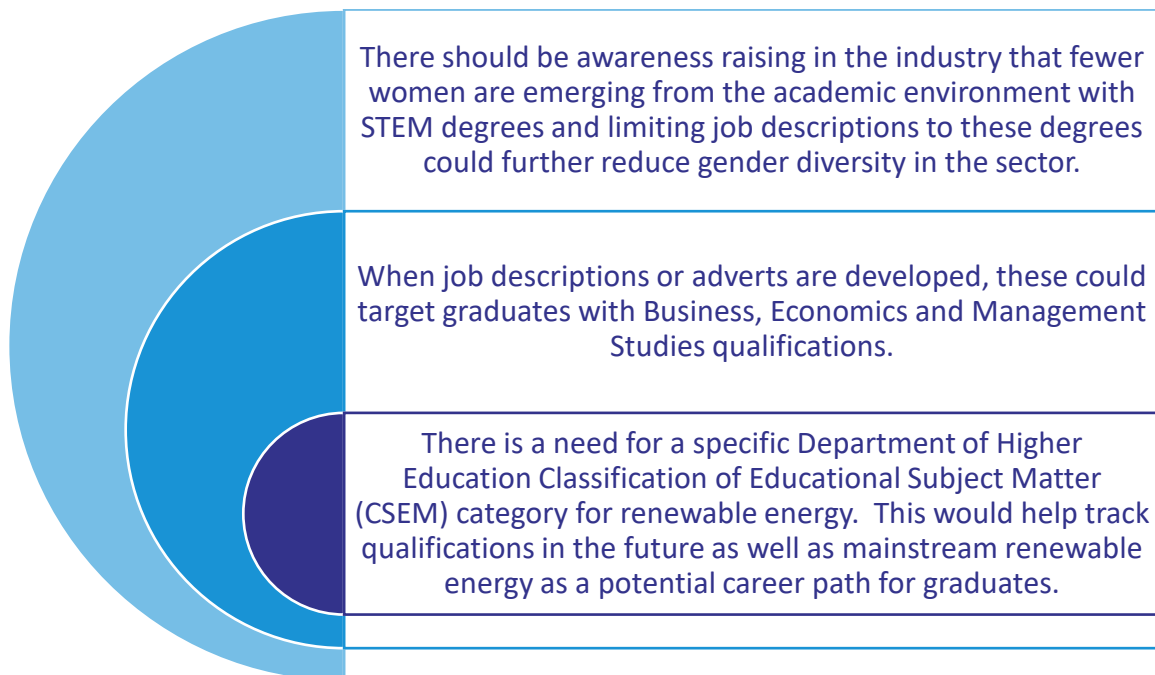 There should be awareness raising in the industry that fewer
women are emerging from the academic environment with
STEM degrees and limiting job descriptions to these degrees
could further reduce gender diversity in the sector.
When job descriptions or adverts are developed, these could
target graduates with Business, Economics and Management
Studies qualifications.
There is a need for a specific Department of Higher
Education Classification of Educational Subject Matter
(CSEM) category for renewable energy.  This would help track
qualifications in the future as well as mainstream renewable
energy as a potential career path for graduates.